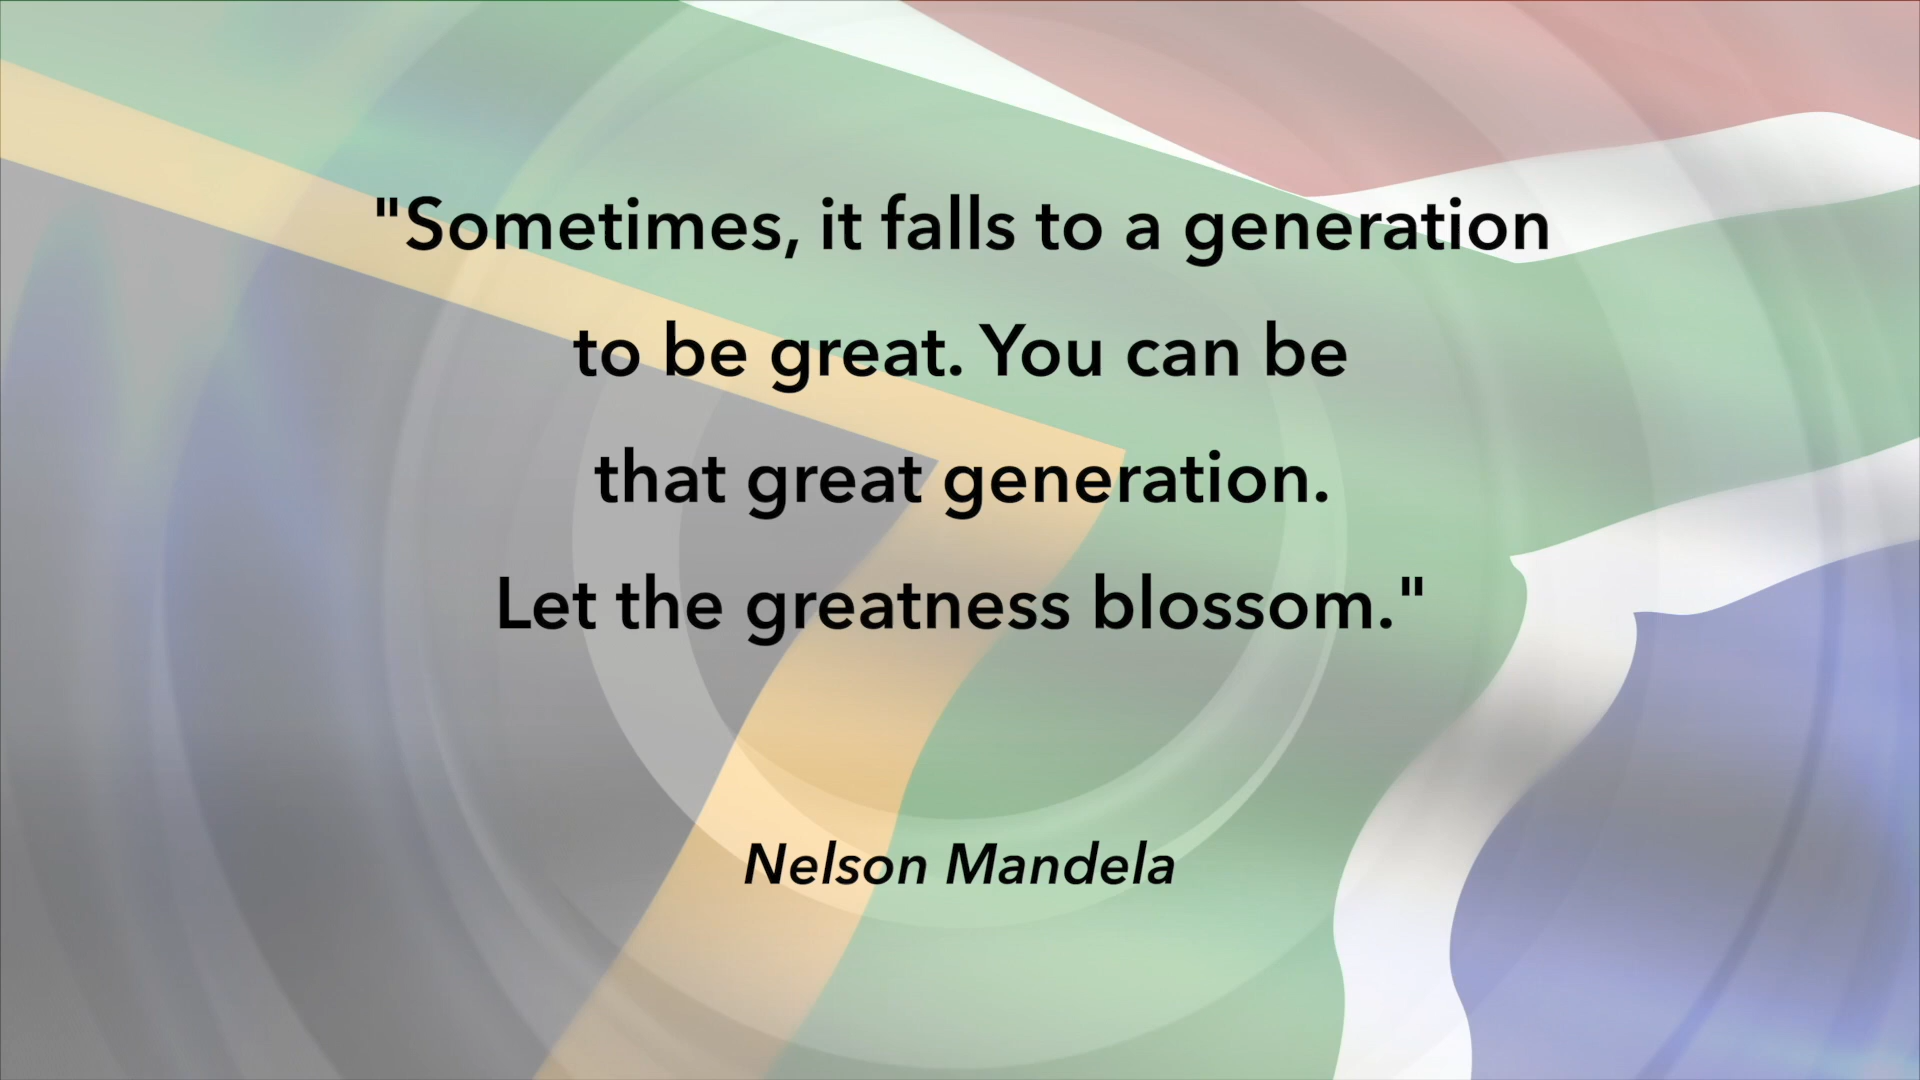 "Sometimes, it falls to a generation
to be great. You can be
that great generation.
Let the greatness blossom."
Nelson Mandela